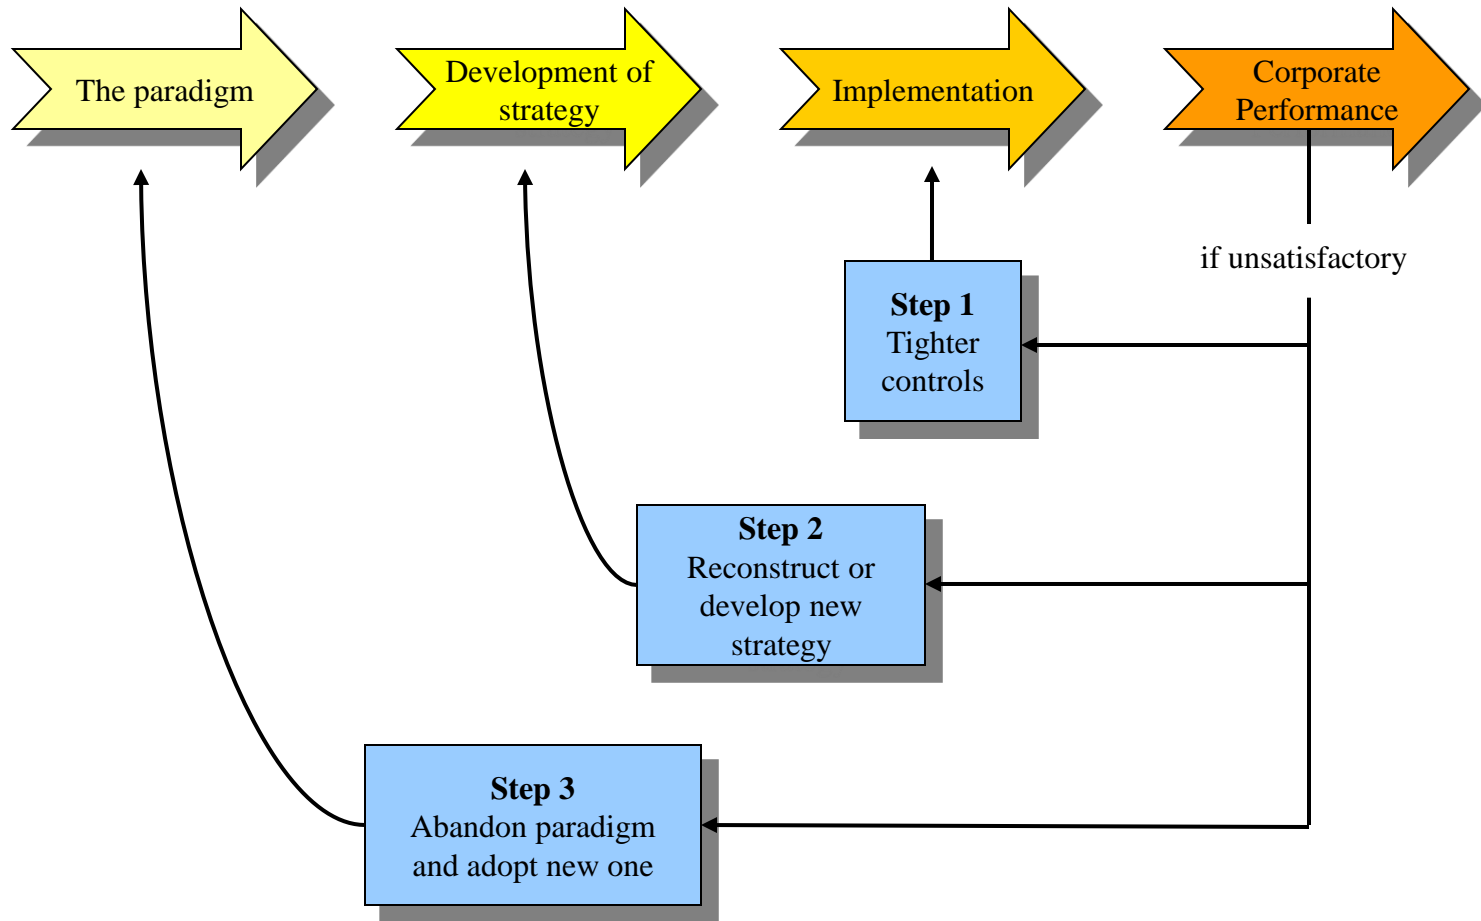 The paradigm
Development of
strategy
Implementation
Corporate
Performance
if unsatisfactory
Step 1
Tighter
controls
Step 2
Reconstruct or
develop new
strategy
Step 3
Abandon paradigm
and adopt new one